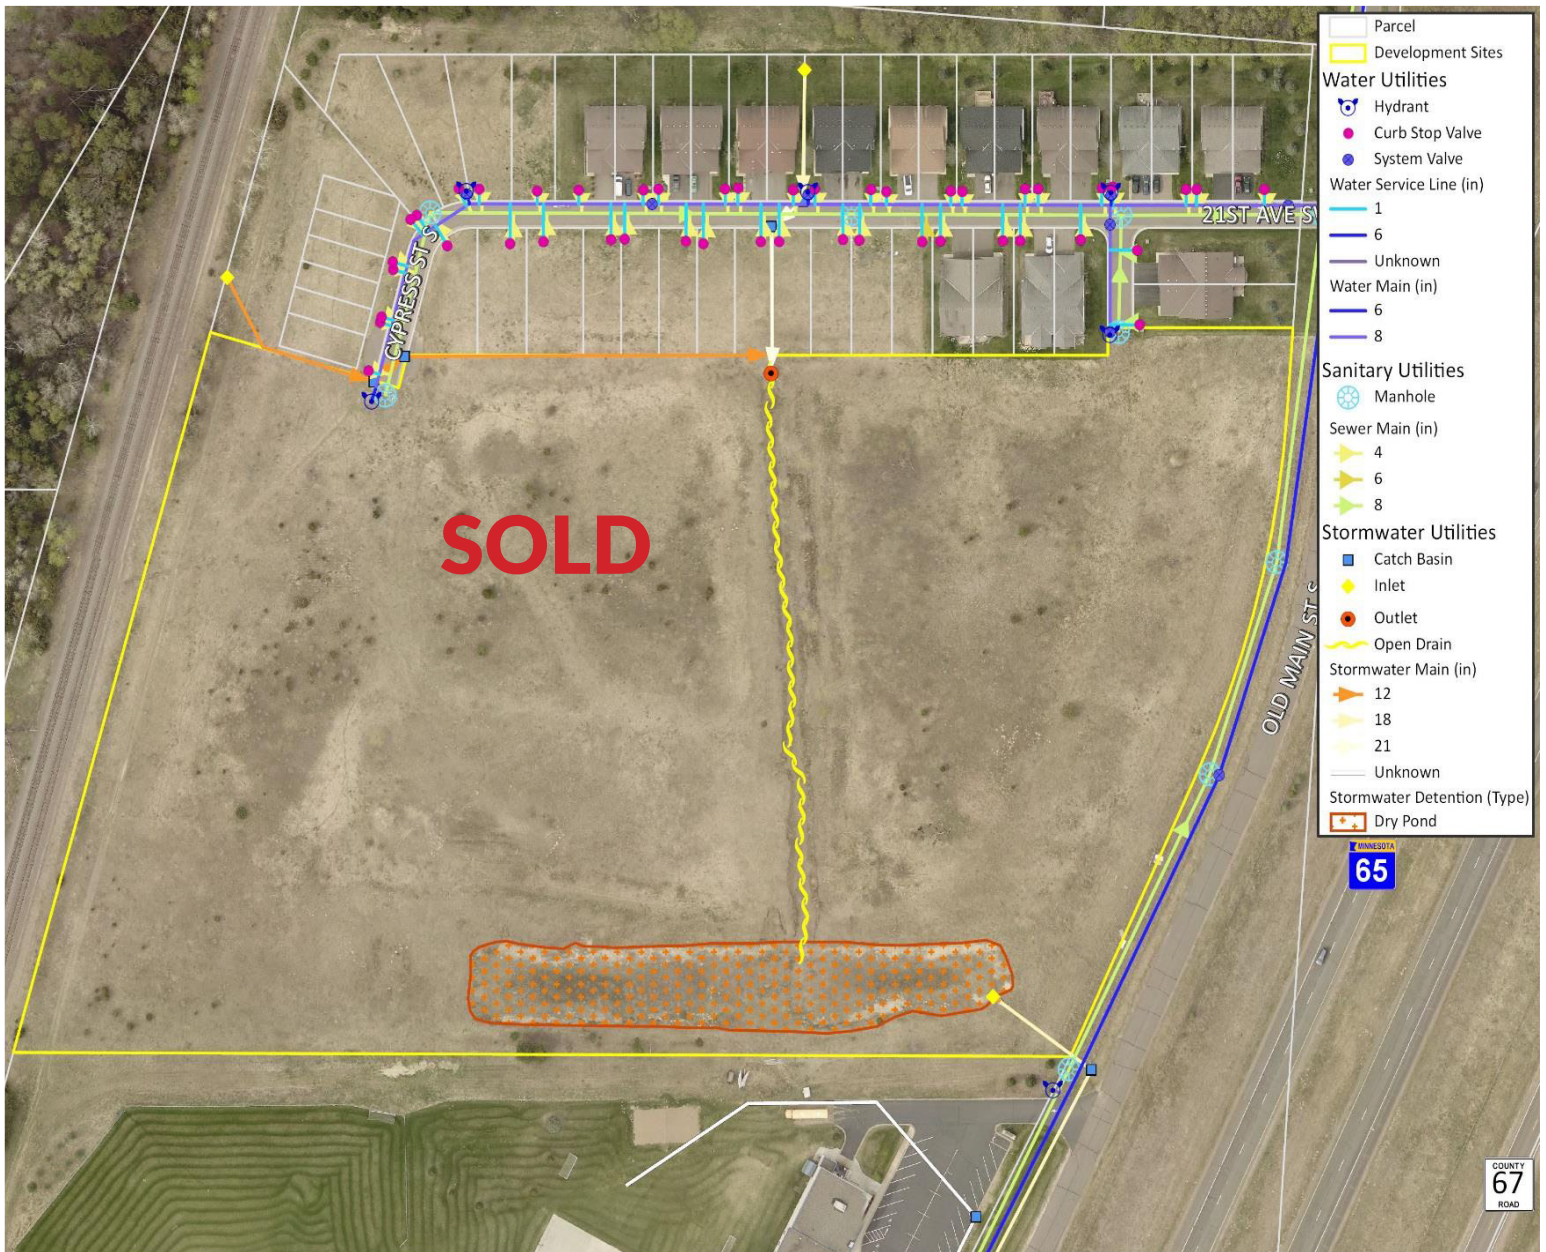 Parcel
Development Sites
Water Utilities
Hydrant
Curb Stop Valve
System Valve
Water Service Line (in)
1
6
Unknown
Water Main (in)
6
8
Sanitary Utilities
Manhole
Sewer Main (in)
4
6
8
Stormwater Utilities
Catch Basin
Inlet
Outlet
Open Drain
Stormwater Main (in)
12
18
21
Unknown
Stormwater Detention (Type)
Dry Pond
21ST AVE SW
CYPRESS ST S
SOLD
OLD MAIN ST S
MINNESOTA
65
COUNTY
67
ROAD